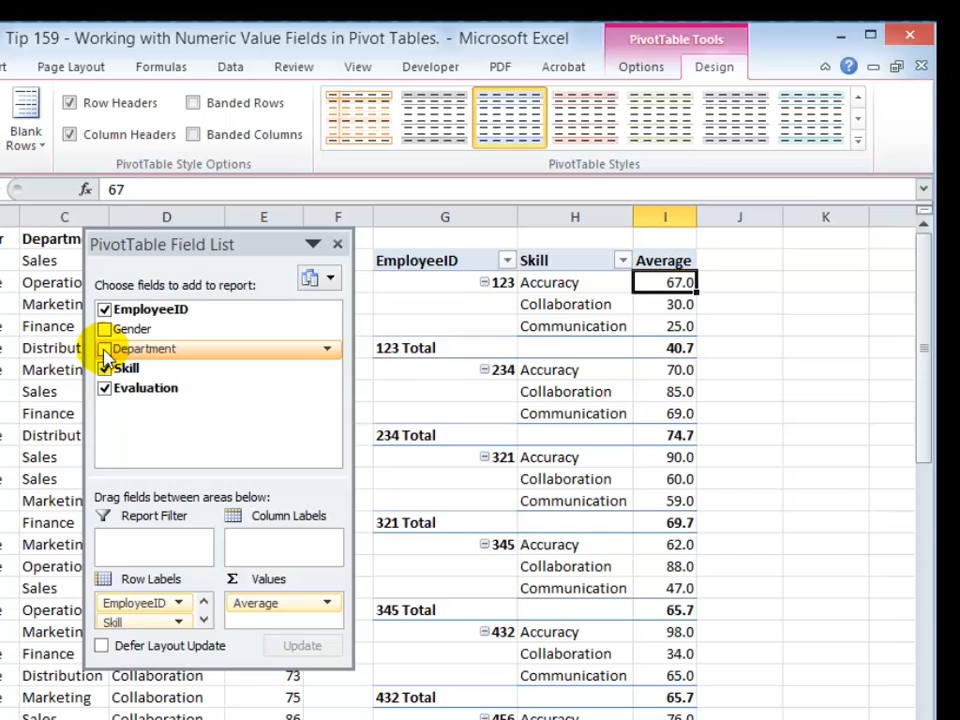 Tip 159 - Working with Numeric Value Fields in Pivot Tables. - Microsoft Excel
PivotTable Tools
rt Page Layout Formulas Data Review View Developer PDF Acrobat Options Design
Blank
Rows
Row Headers Banded Rows
Column Headers Banded Columns
PivotTable Style Options PivotTable Styles
fx 67
C D E F G H I J K
r Departm
PivotTable Field List
Choose fields to add to report:
EmployeeID
Gender
Department
Skill
Evaluation
Drag fields between areas below:
Report Filter Column Labels
Row Labels Σ Values
EmployeeID Average
Skill
Defer Layout Update Update
Sales
Operatio
Marketin
Finance
e Distribut
e Marketin
Sales
Finance
e Distribut
e Sales
e Sales
e Marketin
Finance
e Marketin
e Operatio
e Sales
e Operatio
Marketin
e Finance
e Distribution Collaboration 73
e Marketing Collaboration 75
Sales Collaboration 86
EmployeeID Skill Average
123 Accuracy 67.0
Collaboration 30.0
Communication 25.0
123 Total 40.7
234 Accuracy 70.0
Collaboration 85.0
Communication 69.0
234 Total 74.7
321 Accuracy 90.0
Collaboration 60.0
Communication 59.0
321 Total 69.7
345 Accuracy 62.0
Collaboration 88.0
Communication 47.0
345 Total 65.7
432 Accuracy 98.0
Collaboration 34.0
Communication 65.0
432 Total 65.7
456 Accuracy 76.0